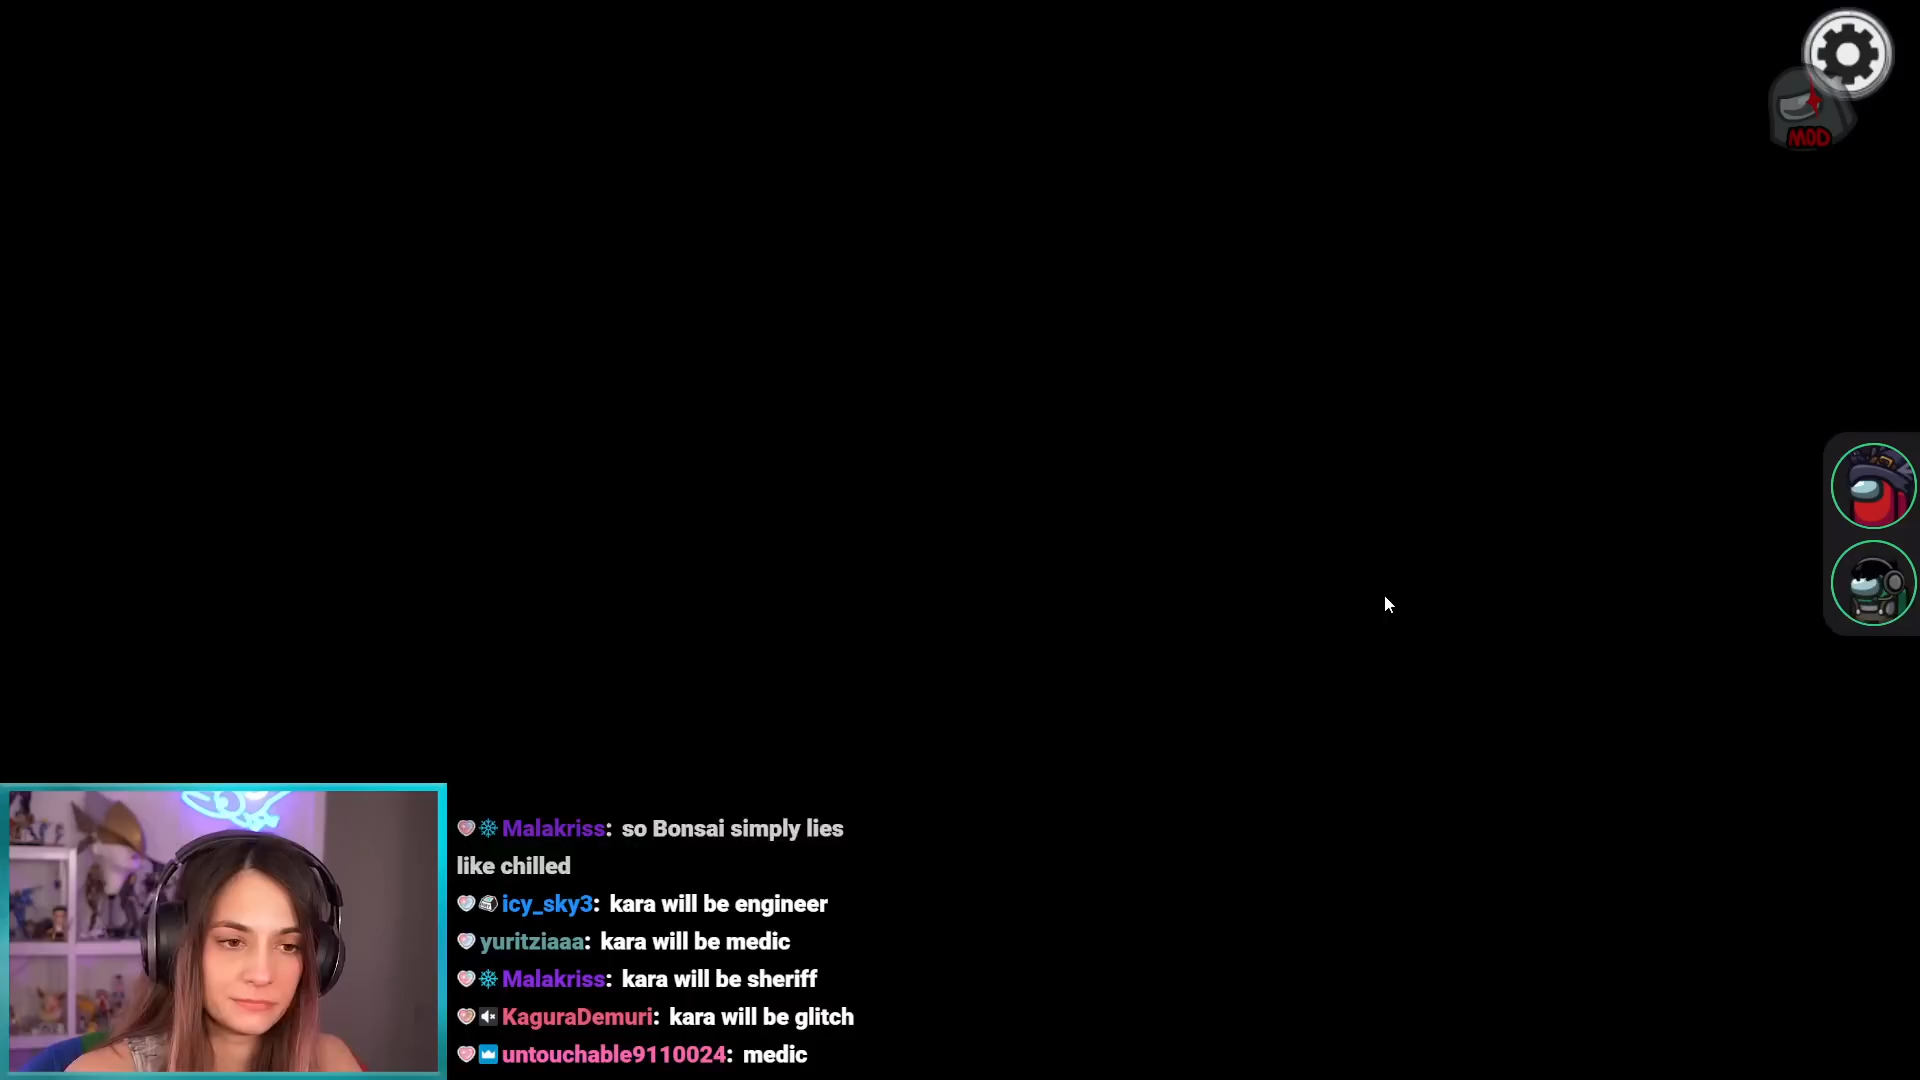 MOD
Malakriss: so Bonsai simply lies
like chilled
icy_sky3: kara will be engineer
yuritziaaa: kara will be medic
Malakriss: kara will be sheriff
KaguraDemuri: kara will be glitch
untouchable9110024: medic